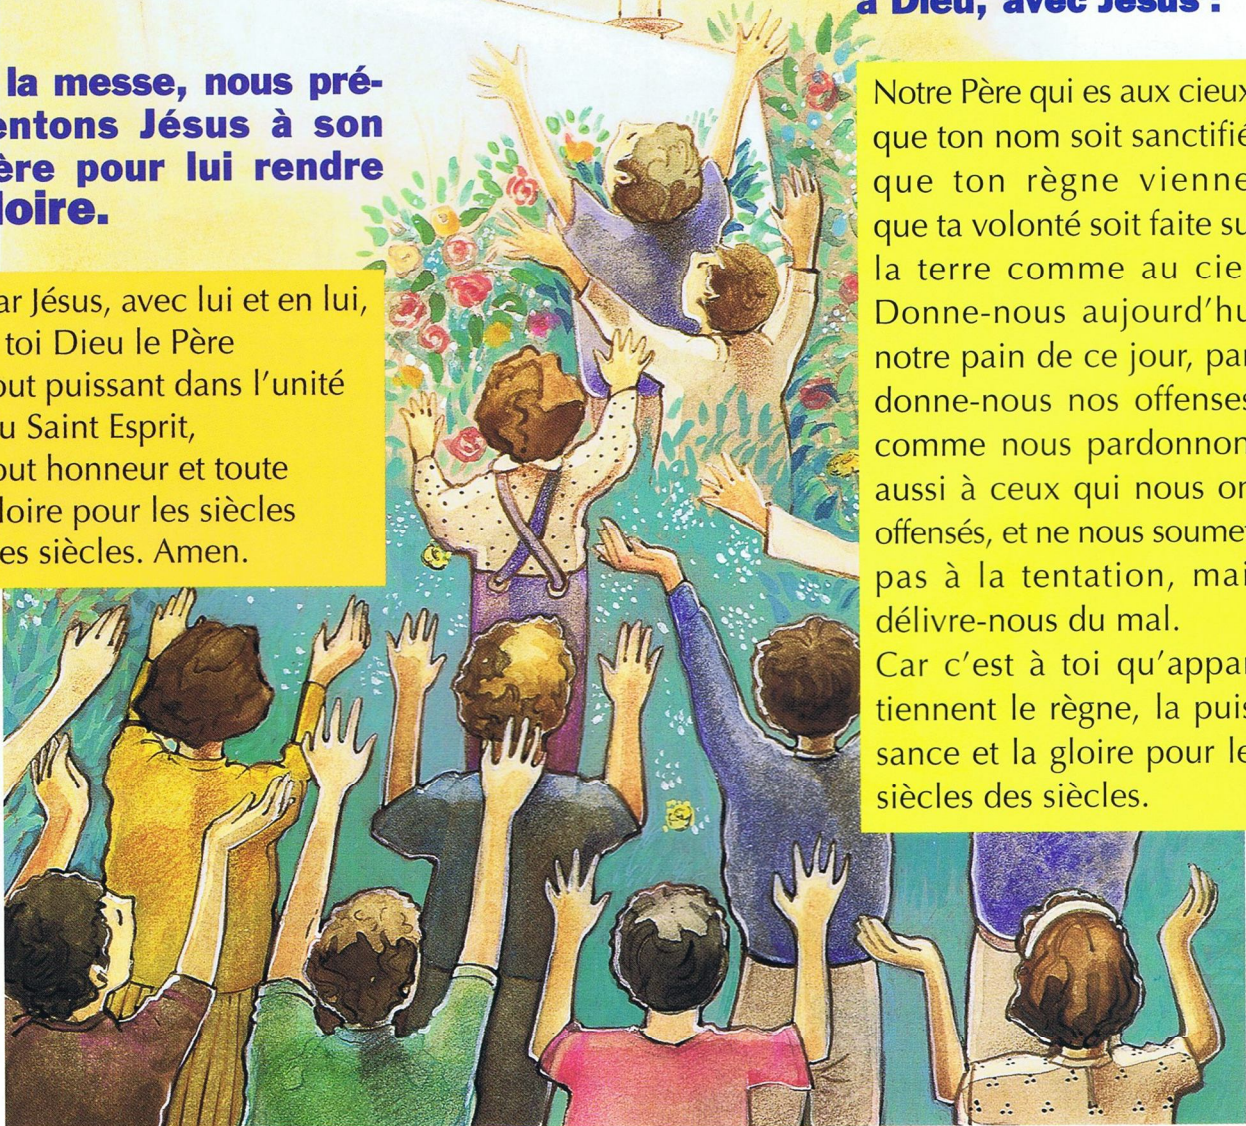 à Dieu, avec Jésus :
la messe, nous pré-
entons Jésus à son
ère pour lui rendre
loire.
ar Jésus, avec lui et en lui,
toi Dieu le Père
out puissant dans l'unité
u Saint Esprit,
out honneur et toute
loire pour les siècles
es siècles. Amen.
Notre Père qui es aux cieux
que ton nom soit sanctifié
que ton règne vienne
que ta volonté soit faite su
la terre comme au cie
Donne-nous aujourd'hu
notre pain de ce jour, par
donne-nous nos offenses
comme nous pardonnon
aussi à ceux qui nous on
offensés, et ne nous soumet
pas à la tentation, mai
délivre-nous du mal.
Car c'est à toi qu'appar
tiennent le règne, la puis
sance et la gloire pour le
siècles des siècles.